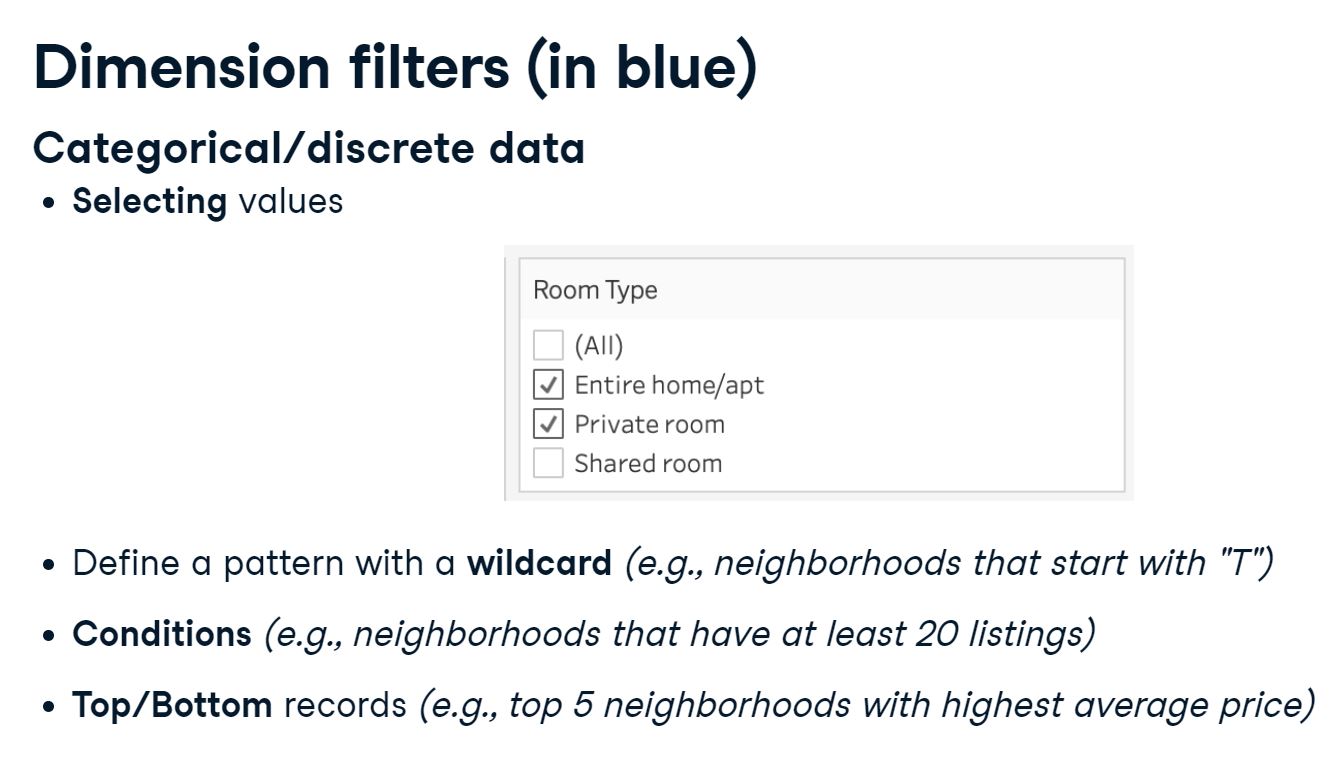 Dimension filters (in blue)
Categorical/discrete data
• Selecting values
Room Type
(All)
Entire home/apt
Private room
Shared room
• Define a pattern with a wildcard (e.g., neighborhoods that start with "T")
• Conditions (e.g., neighborhoods that have at least 20 listings)
• Top/Bottom records (e.g., top 5 neighborhoods with highest average price)